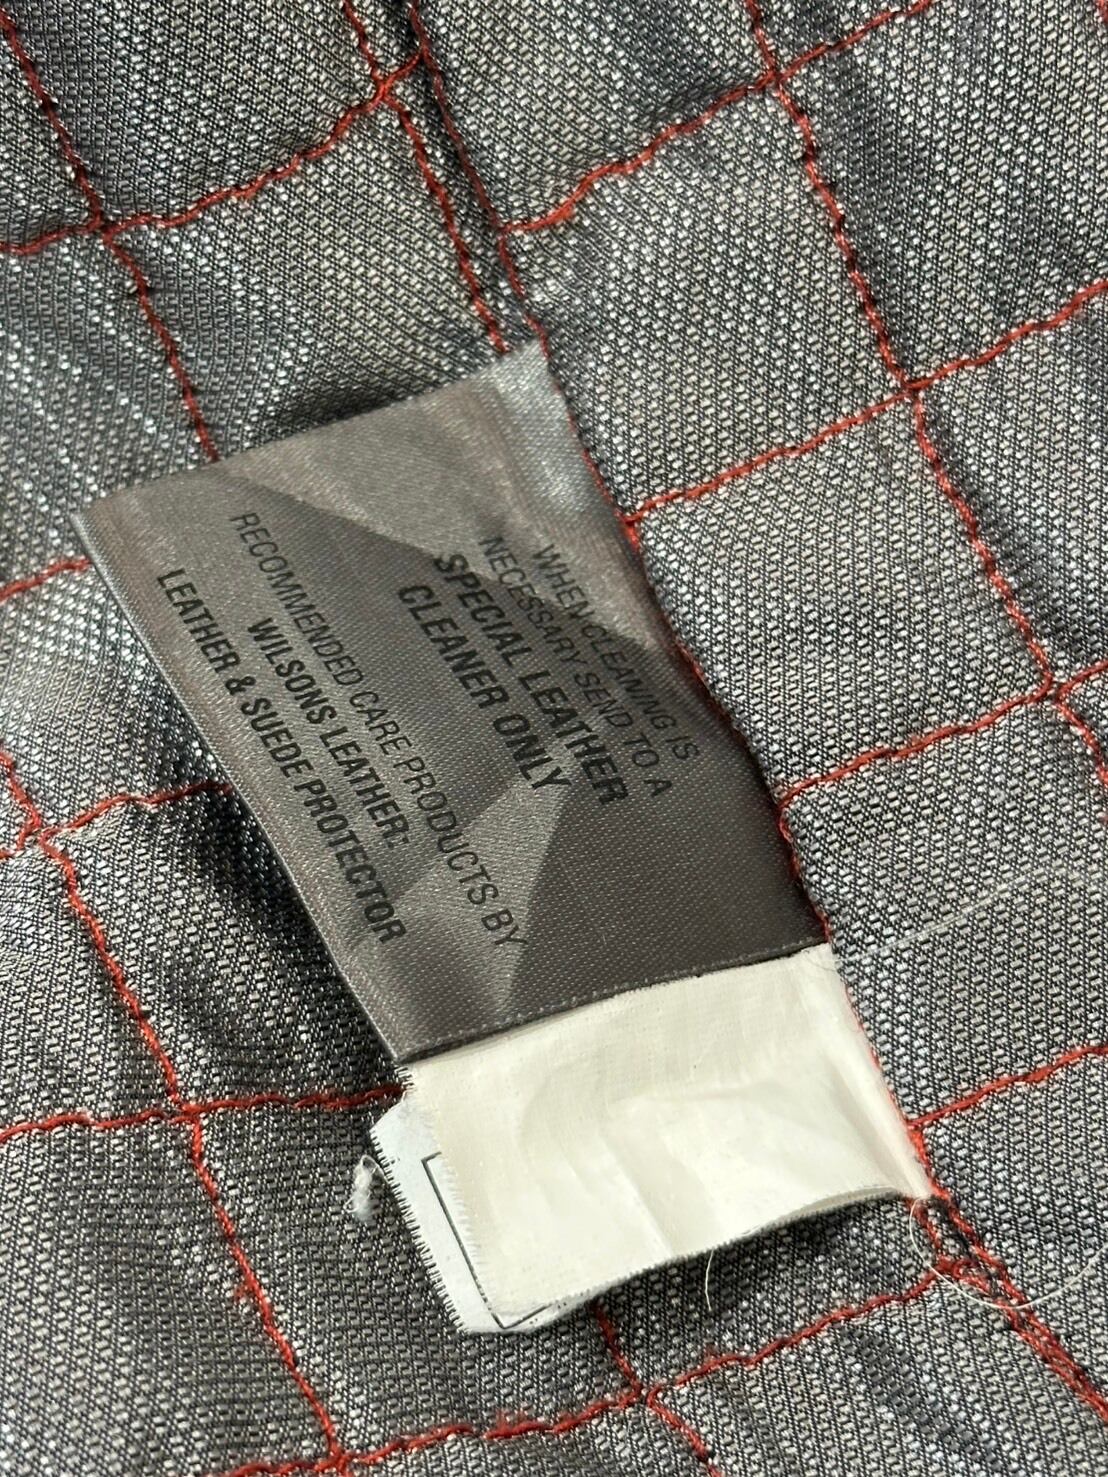 WHEN CLEANING IS
NECESSARY SEND TO A
SPECIAL LEATHER
CLEANER ONLY
RECOMMENDED CARE PRODUCTS BY
WILSONS LEATHER:
LEATHER & SUEDE PROTECTOR